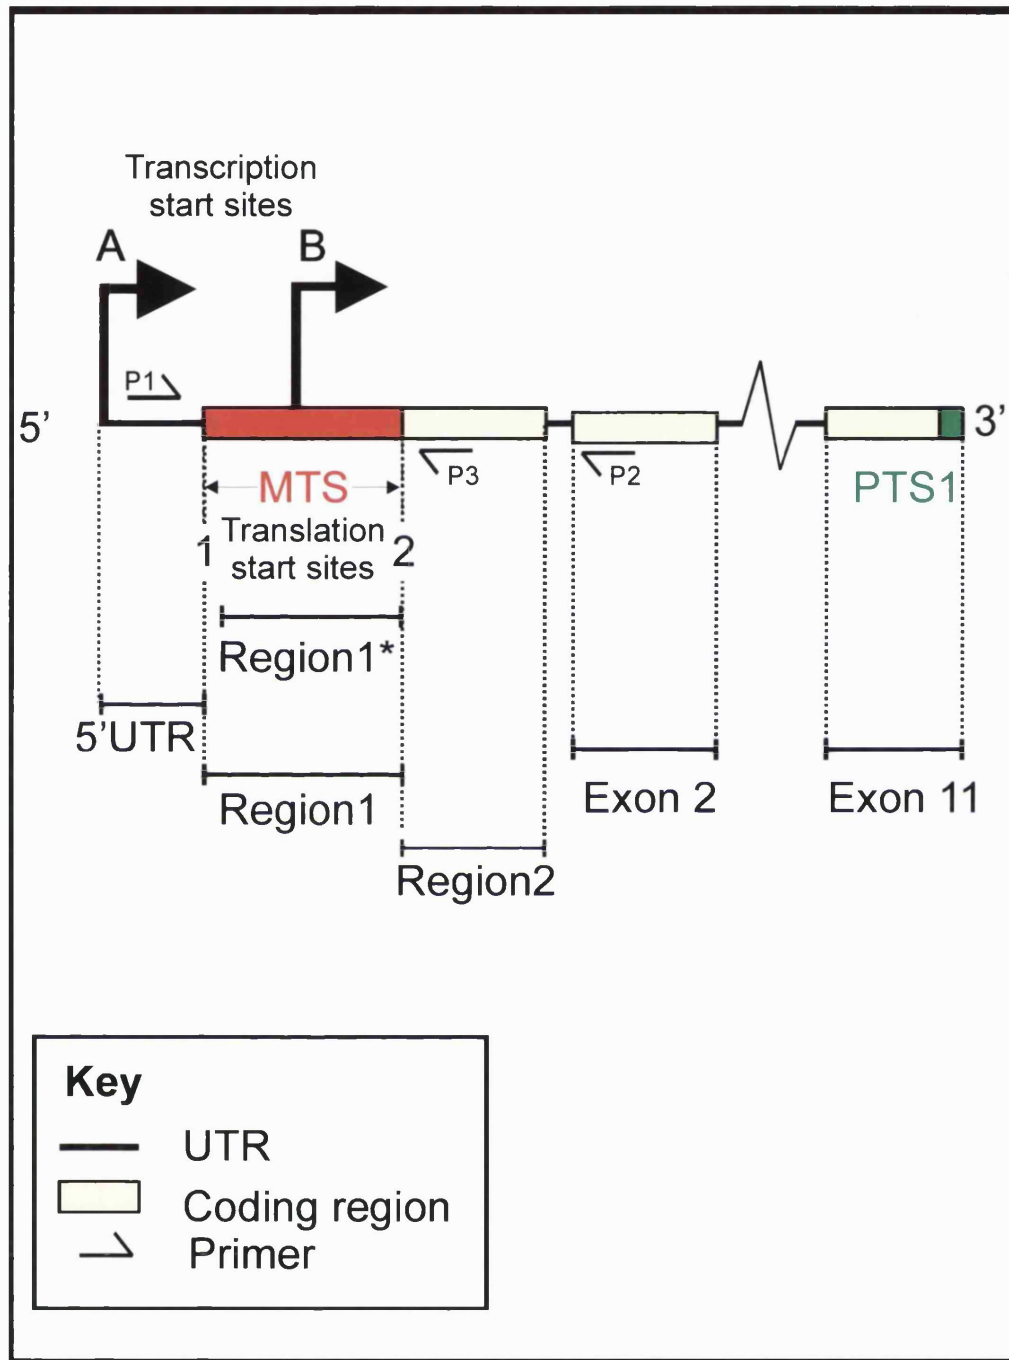 Transcription
start sites
A
B
P1
5’
3’
P3
P2
MTS
PTS1
1
Translation
start sites
2
Region1*
5’UTR
Region1
Exon 2
Exon 11
Region2
Key
UTR
Coding region
Primer